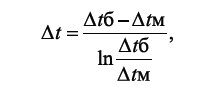 Δt = (Δtб – Δtм) / (ln (Δtб / Δtм)),